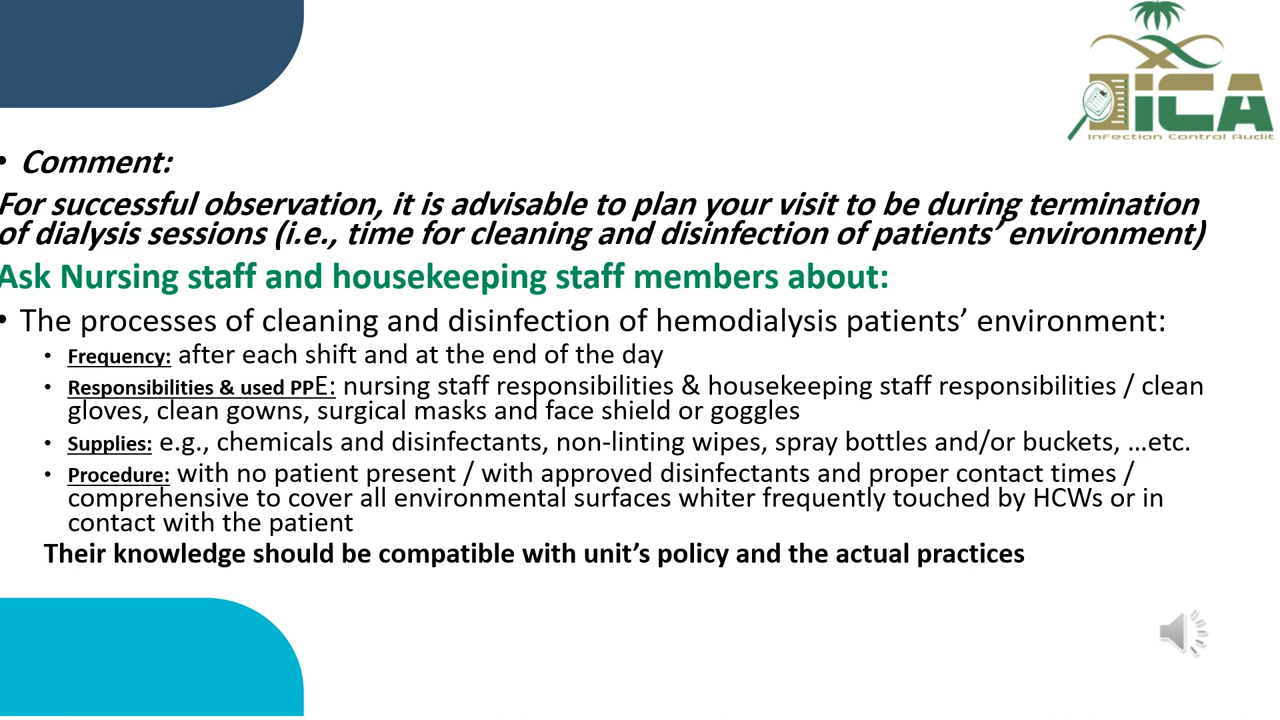 iCA
Infection Control Audit
• Comment:
For successful observation, it is advisable to plan your visit to be during termination
of dialysis sessions (i.e., time for cleaning and disinfection of patients’ environment)
Ask Nursing staff and housekeeping staff members about:
• The processes of cleaning and disinfection of hemodialysis patients’ environment:
• Frequency: after each shift and at the end of the day
• Responsibilities & used PPE: nursing staff responsibilities & housekeeping staff responsibilities / clean
gloves, clean gowns, surgical masks and face shield or goggles
• Supplies: e.g., chemicals and disinfectants, non-linting wipes, spray bottles and/or buckets, …etc.
• Procedure: with no patient present / with approved disinfectants and proper contact times /
comprehensive to cover all environmental surfaces whiter frequently touched by HCWs or in
contact with the patient
Their knowledge should be compatible with unit’s policy and the actual practices